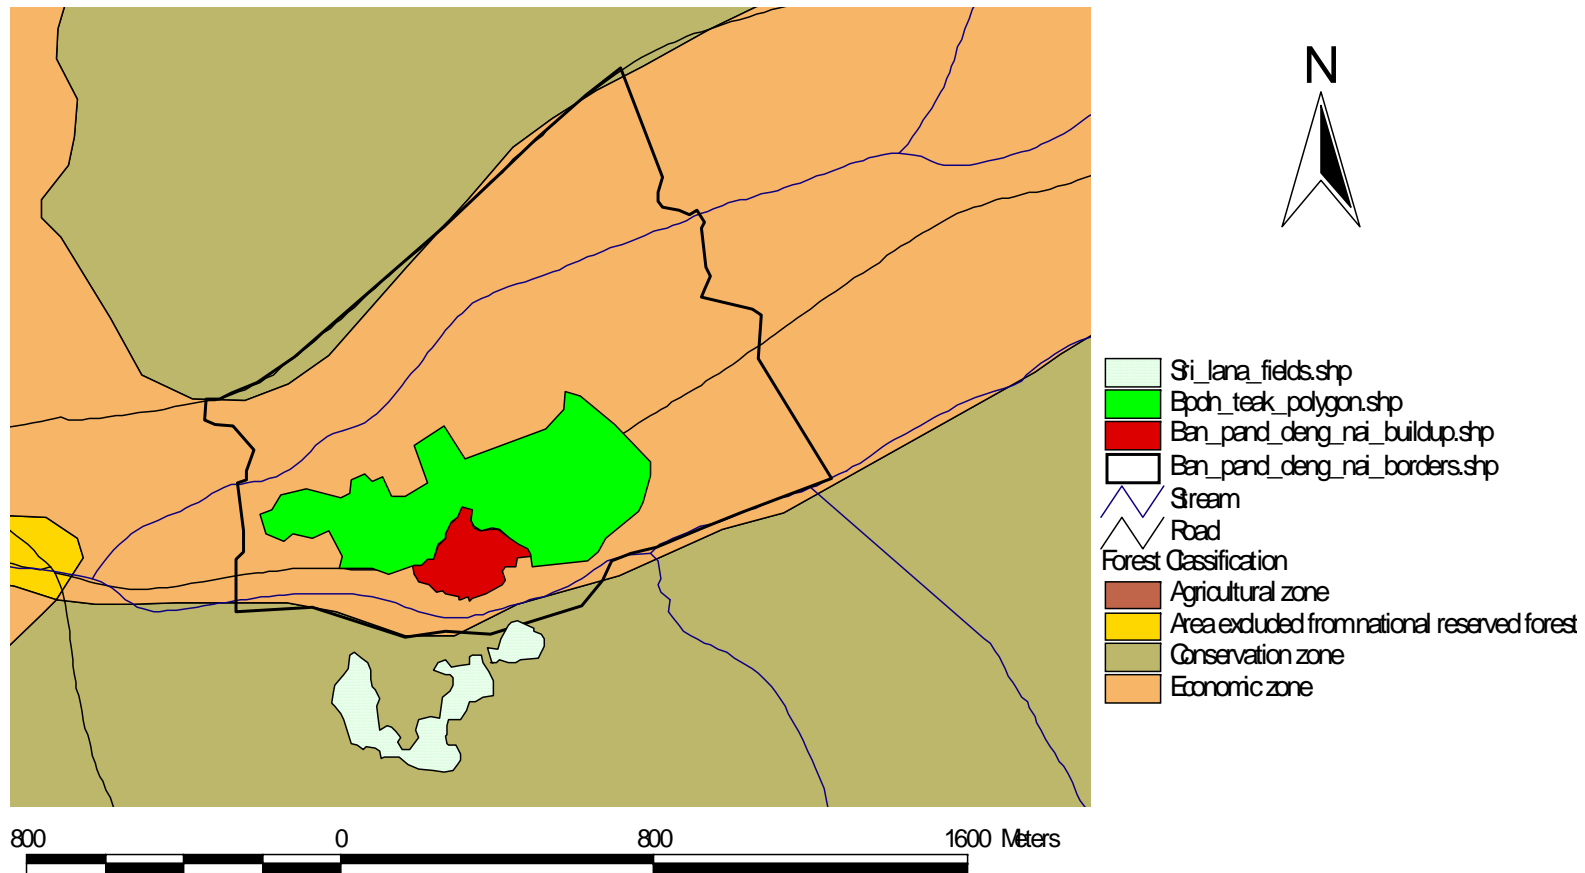 N
Sri_lana_fields.shp
Bpdn_teak_polygon.shp
Ban_pand_deng_nai_buildup.shp
Ban_pand_deng_nai_borders.shp
Stream
Road
Forest Classification
Agricultural zone
Area excluded from national reserved forest
Conservation zone
Economic zone
800 0 800 1600 Meters